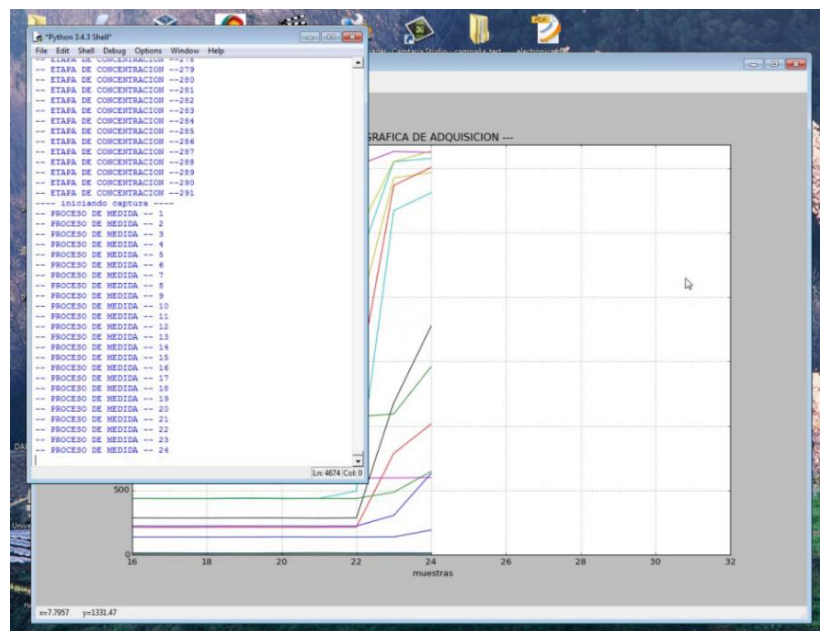 Camtasia Studio
campaña_test
*Python 3.4.3 Shell*
File Edit Shell Debug Options Window Help
-- ETAPA DE CONCENTRACION --278
-- ETAPA DE CONCENTRACION --279
-- ETAPA DE CONCENTRACION --280
-- ETAPA DE CONCENTRACION --281
-- ETAPA DE CONCENTRACION --282
-- ETAPA DE CONCENTRACION --283
-- ETAPA DE CONCENTRACION --284
-- ETAPA DE CONCENTRACION --285
-- ETAPA DE CONCENTRACION --286
-- ETAPA DE CONCENTRACION --287
-- ETAPA DE CONCENTRACION --288
-- ETAPA DE CONCENTRACION --289
-- ETAPA DE CONCENTRACION --290
-- ETAPA DE CONCENTRACION --291
---- iniciando captura ----
-- PROCESO DE MEDIDA -- 1
-- PROCESO DE MEDIDA -- 2
-- PROCESO DE MEDIDA -- 3
-- PROCESO DE MEDIDA -- 4
-- PROCESO DE MEDIDA -- 5
-- PROCESO DE MEDIDA -- 6
-- PROCESO DE MEDIDA -- 7
-- PROCESO DE MEDIDA -- 8
-- PROCESO DE MEDIDA -- 9
-- PROCESO DE MEDIDA -- 10
-- PROCESO DE MEDIDA -- 11
-- PROCESO DE MEDIDA -- 12
-- PROCESO DE MEDIDA -- 13
-- PROCESO DE MEDIDA -- 14
-- PROCESO DE MEDIDA -- 15
-- PROCESO DE MEDIDA -- 16
-- PROCESO DE MEDIDA -- 17
-- PROCESO DE MEDIDA -- 18
-- PROCESO DE MEDIDA -- 19
-- PROCESO DE MEDIDA -- 20
-- PROCESO DE MEDIDA -- 21
-- PROCESO DE MEDIDA -- 22
-- PROCESO DE MEDIDA -- 23
-- PROCESO DE MEDIDA -- 24
Ln: 4674 Col: 0
GRAFICA DE ADQUISICION ---
500
0
16 18 20 22 24 26 28 30 32
muestras
x=7.7957 y=1331.47